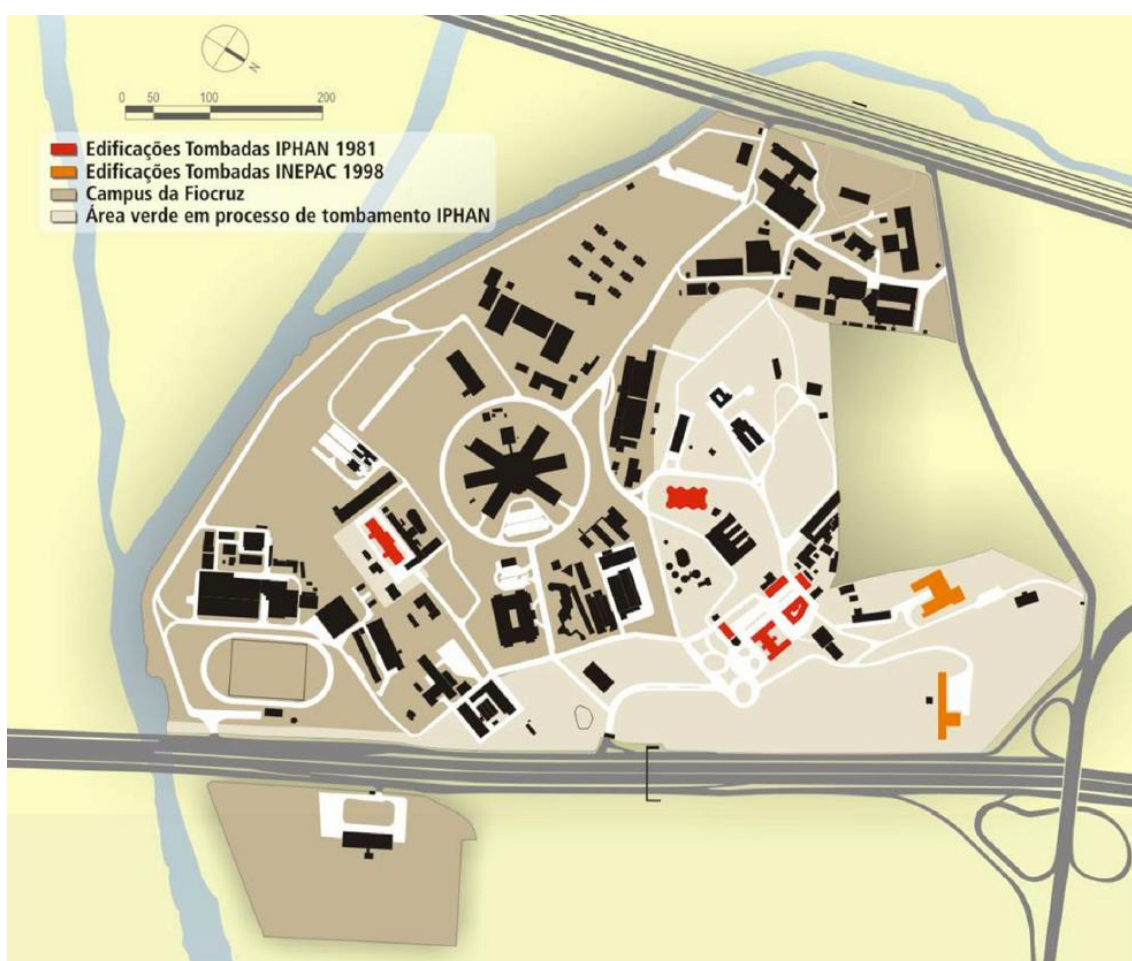 N
0 50 100 200
Edificações Tombadas IPHAN 1981
Edificações Tombadas INEPAC 1998
Campus da Fiocruz
Área verde em processo de tombamento IPHAN